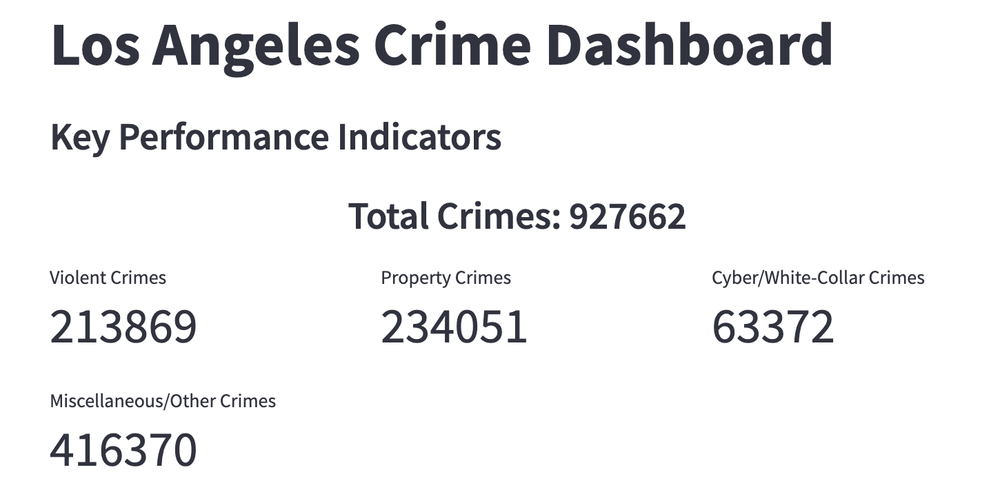 Los Angeles Crime Dashboard
Key Performance Indicators
Total Crimes: 927662
Violent Crimes
213869
Property Crimes
234051
Cyber/White-Collar Crimes
63372
Miscellaneous/Other Crimes
416370